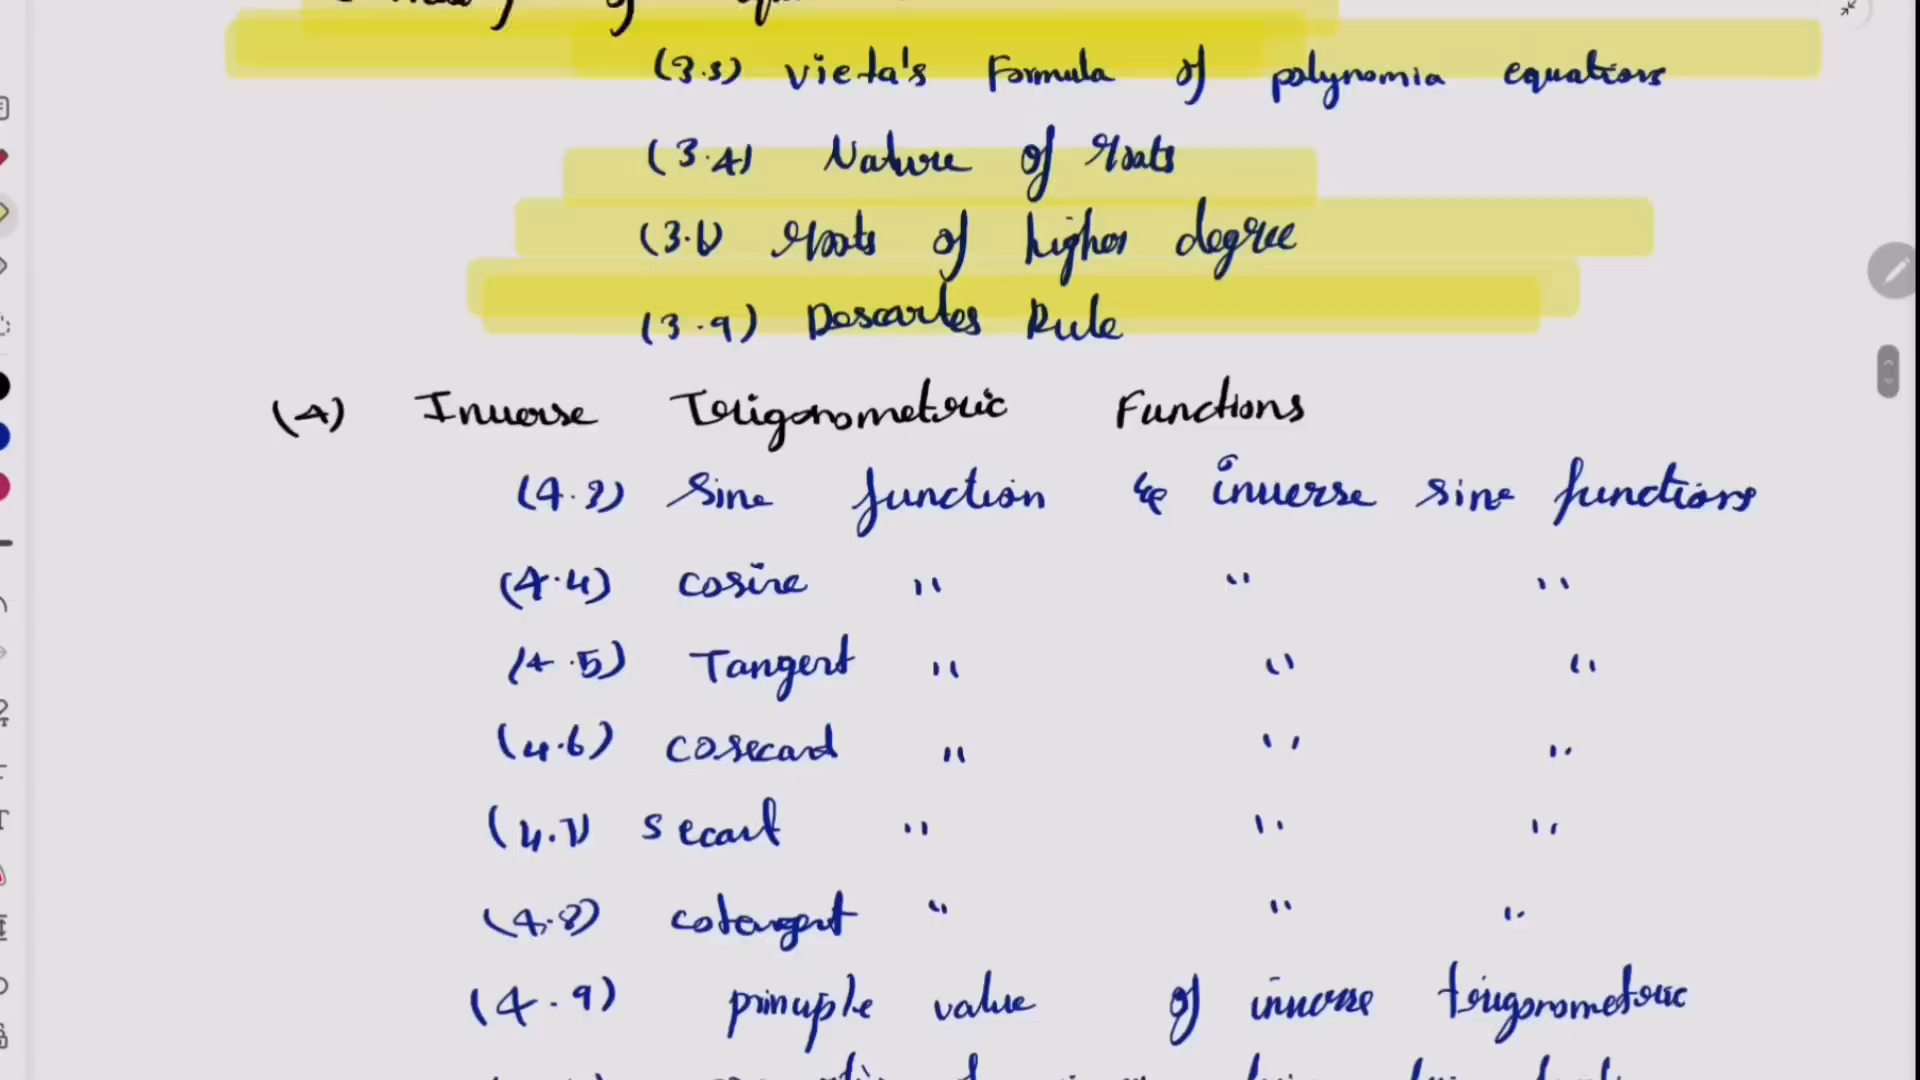 (3.3) Vieta's Formula of polynomia equations
(3.4) Nature of roots
(3.6) roots of higher degree
(3.9) Descartes Rule
(4) Inverse Trigonometric Functions
(4.3) Sine function & inverse sine functions
(4.4) cosine " " "
(4.5) Tangent " " "
(4.6) cosecant " " "
(4.7) secant " " "
(4.8) cotangent " " "
(4.9) principle value of inverse trigonometric